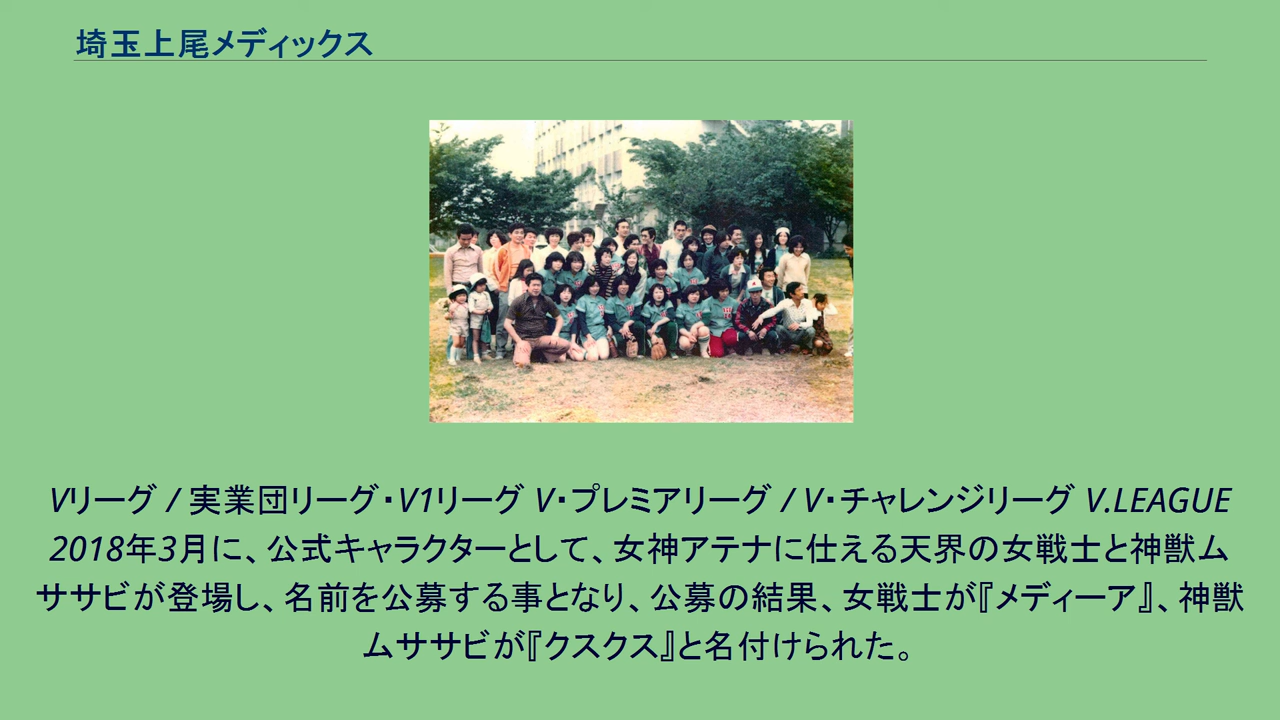 埼玉上尾メディックス
Vリーグ / 実業団リーグ・V1リーグ V・プレミアリーグ / V・チャレンジリーグ V.LEAGUE
2018年3月に、公式キャラクターとして、女神アテナに仕える天界の女戦士と神獣ム
ササビが登場し、名前を公募する事となり、公募の結果、女戦士が『メディーア』、神獣
ムササビが『クスクス』と名付けられた。